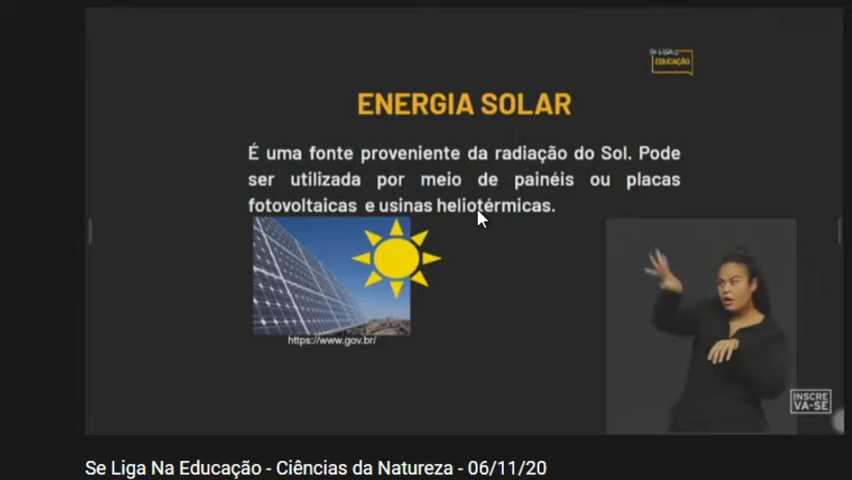 Se LiGA NA
EDUCAÇÃO
ENERGIA SOLAR
É uma fonte proveniente da radiação do Sol. Pode
ser utilizada por meio de painéis ou placas
fotovoltaicas e usinas heliotérmicas.
https://www.gov.br/
INSCRE
VA-SE
Se Liga Na Educação - Ciências da Natureza - 06/11/20